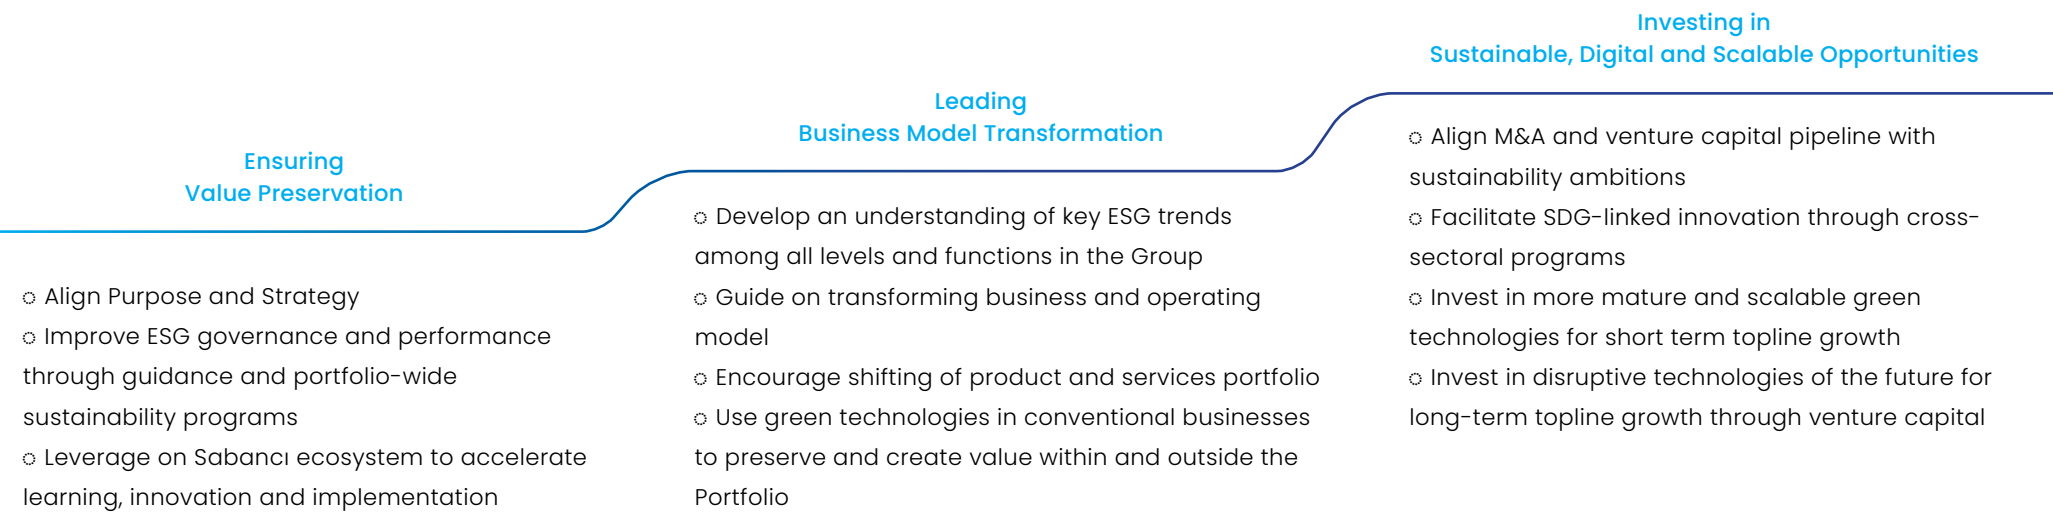 Ensuring
Value Preservation
◌ Align Purpose and Strategy
◌ Improve ESG governance and performance
through guidance and portfolio-wide
sustainability programs
◌ Leverage on Sabancı ecosystem to accelerate
learning, innovation and implementation
Leading
Business Model Transformation
◌ Develop an understanding of key ESG trends
among all levels and functions in the Group
◌ Guide on transforming business and operating
model
◌ Encourage shifting of product and services portfolio
◌ Use green technologies in conventional businesses
to preserve and create value within and outside the
Portfolio
Investing in
Sustainable, Digital and Scalable Opportunities
◌ Align M&A and venture capital pipeline with
sustainability ambitions
◌ Facilitate SDG-linked innovation through cross-
sectoral programs
◌ Invest in more mature and scalable green
technologies for short term topline growth
◌ Invest in disruptive technologies of the future for
long-term topline growth through venture capital